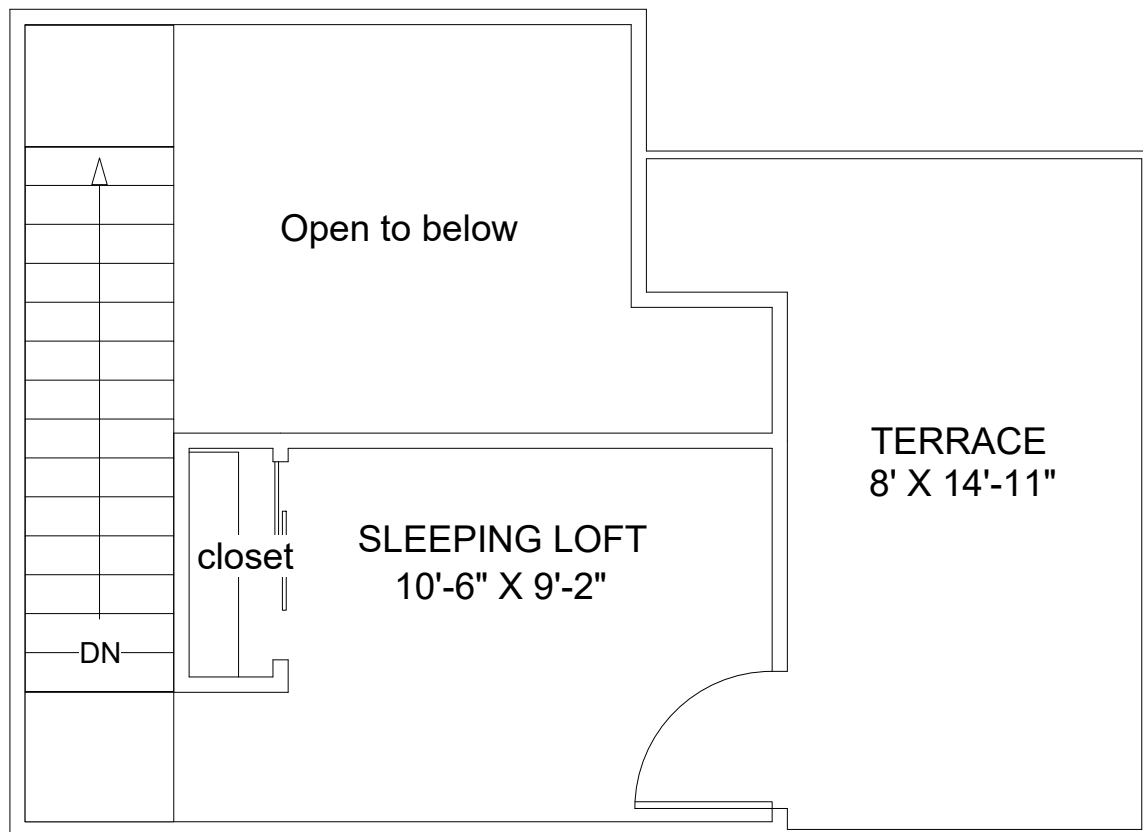 Open to below
TERRACE
8' X 14'-11"
SLEEPING LOFT
10'-6" X 9'-2"
closet
DN